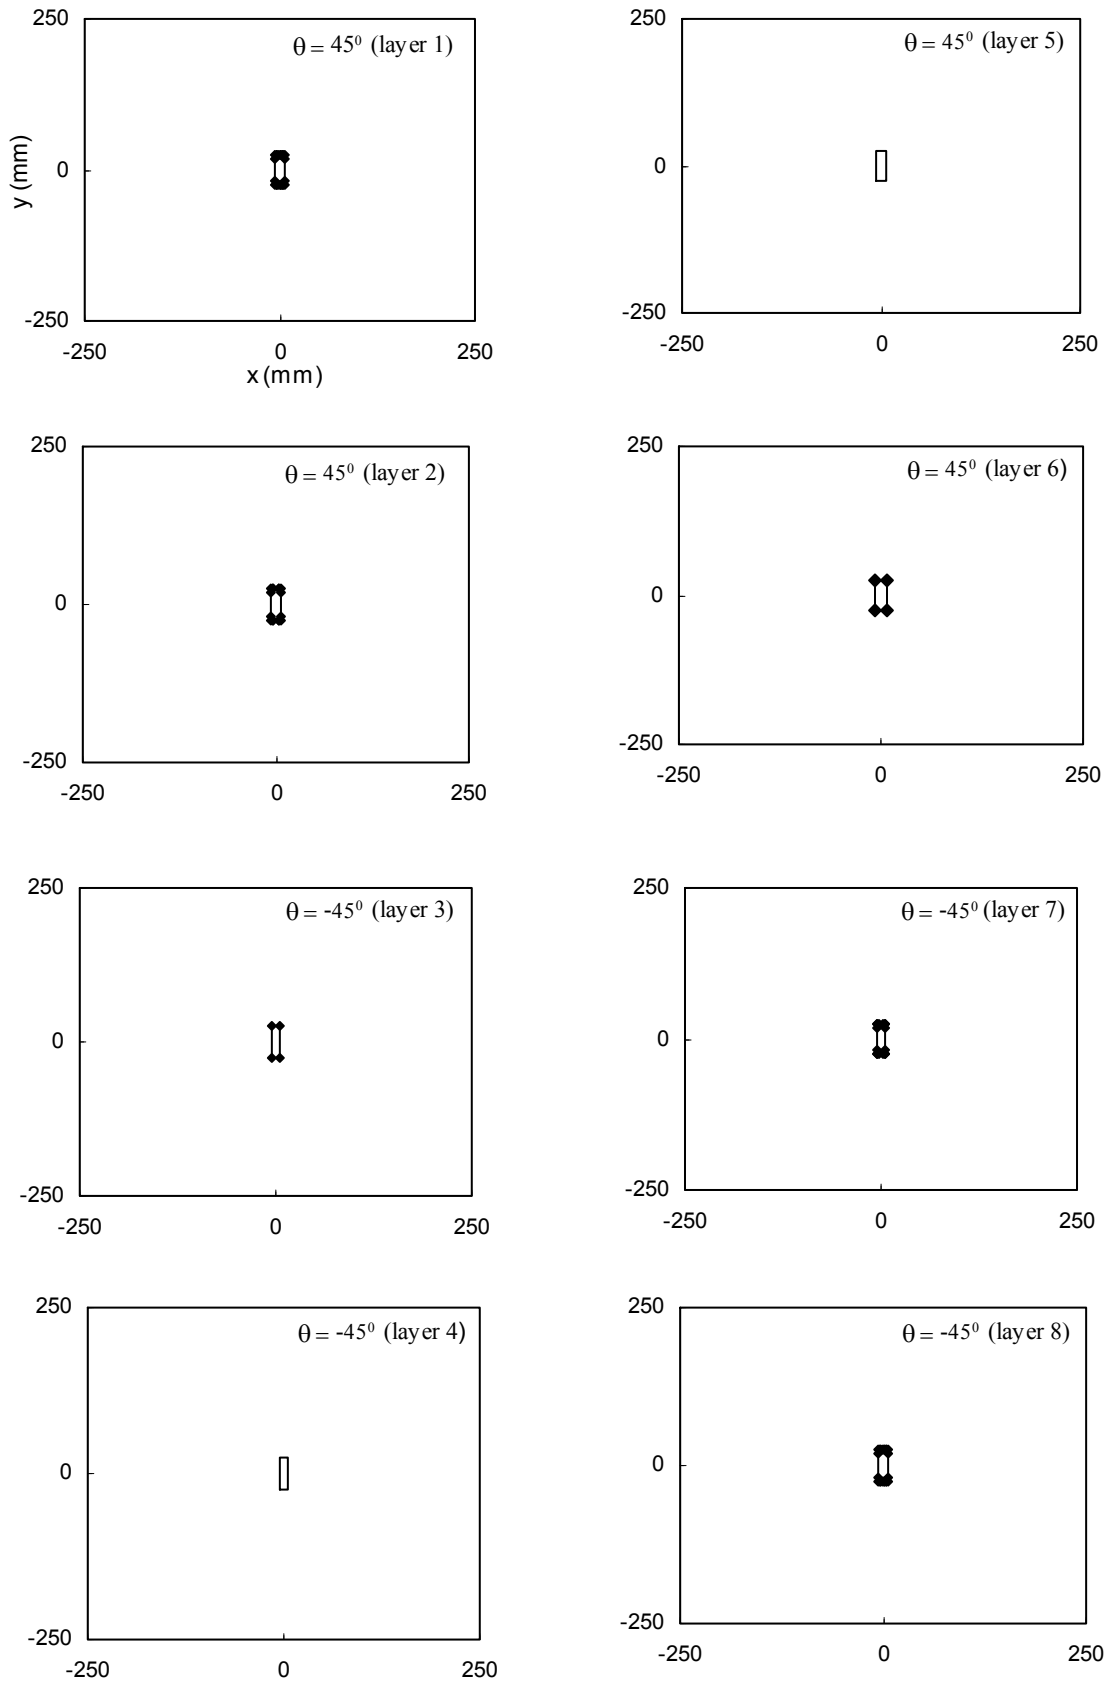 250
θ = 45⁰ (layer 1)
y (mm)
0
-250
-250 0 250
x (mm)
250
θ = 45⁰ (layer 5)
0
-250
-250 0 250
250
θ = 45⁰ (layer 2)
0
-250
-250 0 250
250
θ = 45⁰ (layer 6)
0
-250
-250 0 250
250
θ = -45⁰ (layer 3)
0
-250
-250 0 250
250
θ = -45⁰ (layer 7)
0
-250
-250 0 250
250
θ = -45⁰ (layer 4)
0
-250
-250 0 250
250
θ = -45⁰ (layer 8)
0
-250
-250 0 250